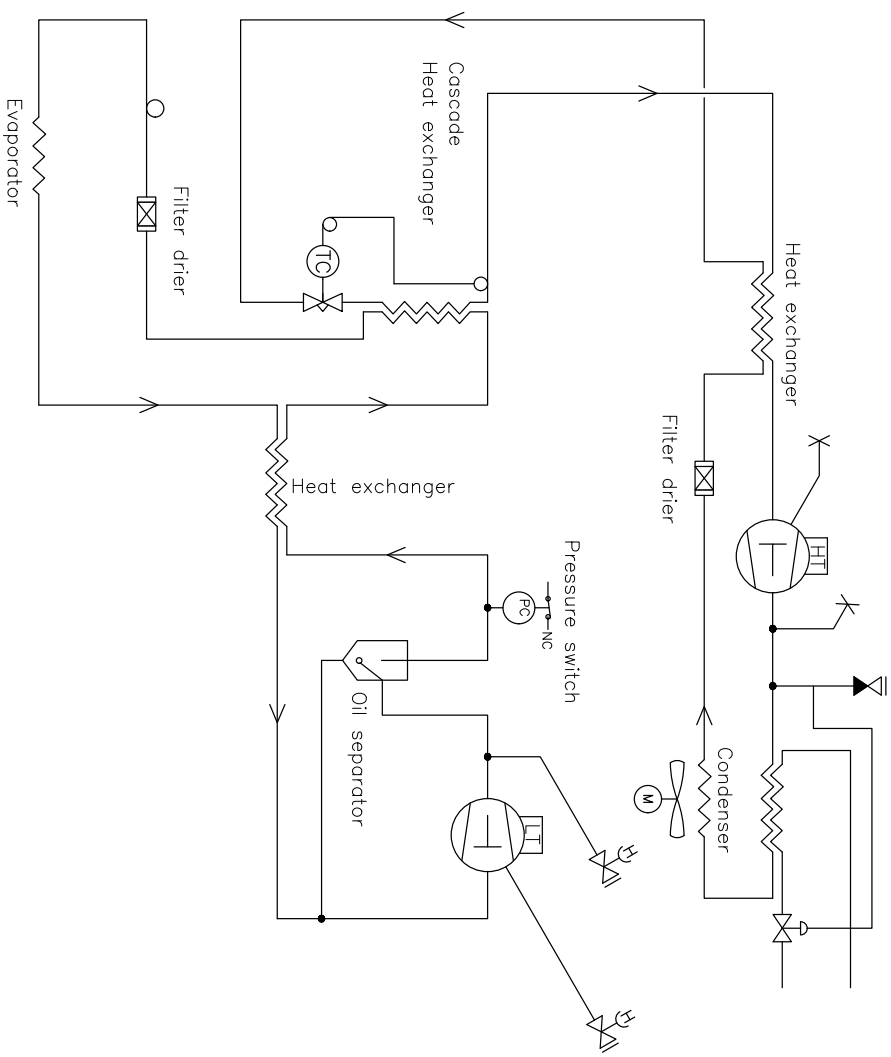 Cascade
Heat exchanger
Evaporator
Filter drier
TC
Heat exchanger
Filter drier
HT
Heat exchanger
Pressure switch
PC
NC
Oil separator
Condenser
M
LT